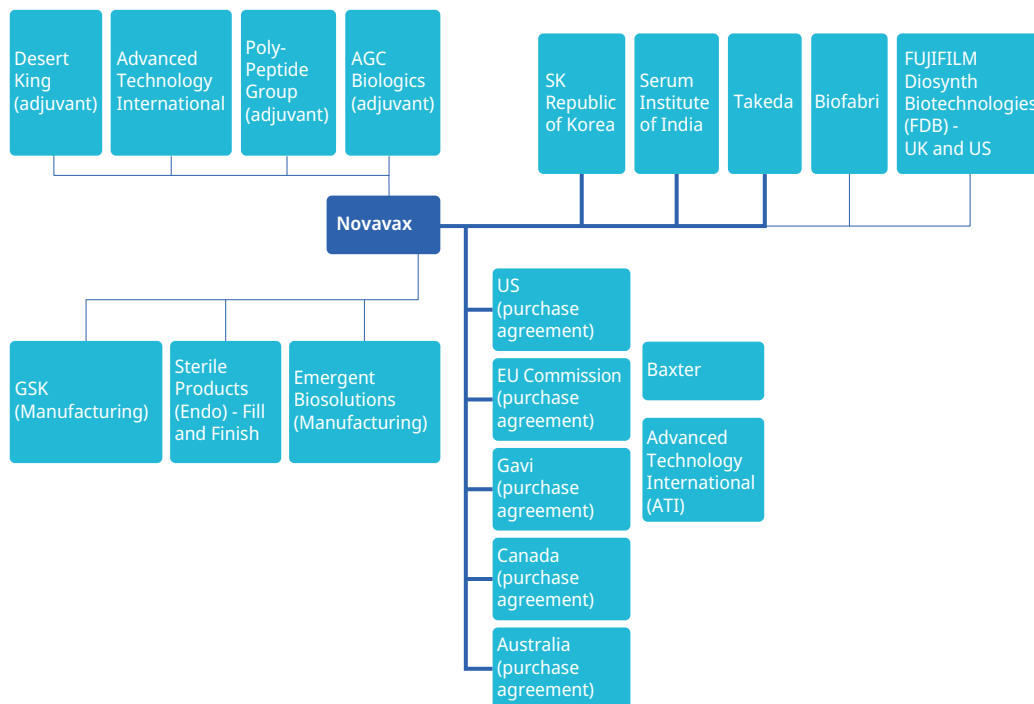 Desert
King
(adjuvant)
Advanced
Technology
International
Poly-
Peptide
Group
(adjuvant)
AGC
Biologics
(adjuvant)
SK
Republic
of Korea
Serum
Institute
of India
Takeda
Biofabri
FUJIFILM
Diosynth
Biotechnologies
(FDB) -
UK and US
Novavax
US
(purchase
agreement)
GSK
(Manufacturing)
Sterile
Products
(Endo) - Fill
and Finish
Emergent
Biosolutions
(Manufacturing)
EU Commission
(purchase
agreement)
Baxter
Gavi
(purchase
agreement)
Advanced
Technology
International
(ATI)
Canada
(purchase
agreement)
Australia
(purchase
agreement)